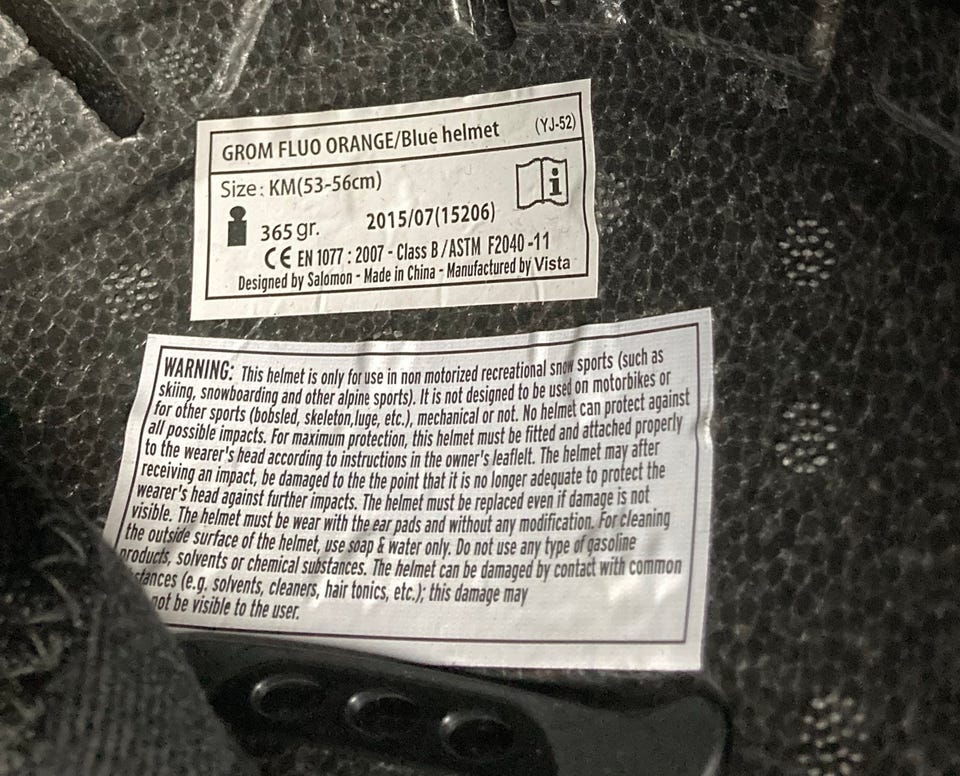 GROM FLUO ORANGE/Blue helmet (YJ-52)
Size: KM(53-56cm)
365 gr. 2015/07(15206)
CE EN 1077 : 2007 - Class B / ASTM F2040 -11
Designed by Salomon - Made in China - Manufactured by Vista
WARNING: This helmet is only for use in non motorized recreational snow sports (such as
skiing, snowboarding and other alpine sports). It is not designed to be used on motorbikes or
for other sports (bobsled, skeleton,luge, etc.), mechanical or not. No helmet can protect against
all possible impacts. For maximum protection, this helmet must be fitted and attached properly
to the wearer's head according to instructions in the owner's leaflelt. The helmet may after
receiving an impact, be damaged to the the point that it is no longer adequate to protect the
wearer's head against further impacts. The helmet must be replaced even if damage is not
visible. The helmet must be wear with the ear pads and without any modification. For cleaning
the outside surface of the helmet, use soap & water only. Do not use any type of gasoline
products, solvents or chemical substances. The helmet can be damaged by contact with common
(e.g. solvents, cleaners, hair tonics, etc.); this damage may
not be visible to the user.